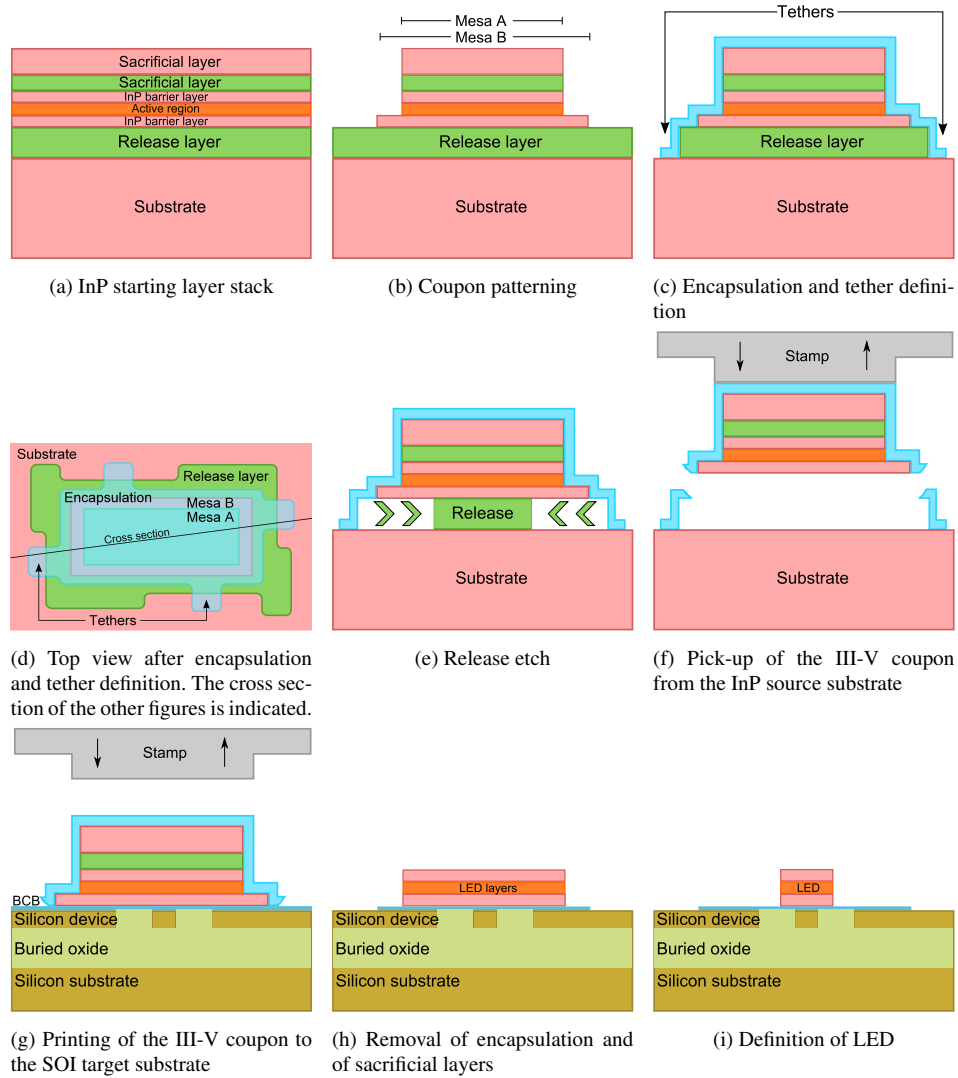 Mesa A
Mesa B
Sacrificial layer
Sacrificial layer
InP barrier layer
Active region
InP barrier layer
Release layer
Substrate
Release layer
Substrate
Tethers
Release layer
Substrate
(a) InP starting layer stack
(b) Coupon patterning
(c) Encapsulation and tether defini-
tion
Substrate
Release layer
Encapsulation
Mesa B
Mesa A
Cross section
Tethers
Release
Substrate
Stamp
Substrate
(d) Top view after encapsulation
and tether definition. The cross sec-
tion of the other figures is indicated.
(e) Release etch
(f) Pick-up of the III-V coupon
from the InP source substrate
Stamp
BCB
Silicon device
Buried oxide
Silicon substrate
LED layers
Silicon device
Buried oxide
Silicon substrate
LED
Silicon device
Buried oxide
Silicon substrate
(g) Printing of the III-V coupon to
the SOI target substrate
(h) Removal of encapsulation and
of sacrificial layers
(i) Definition of LED